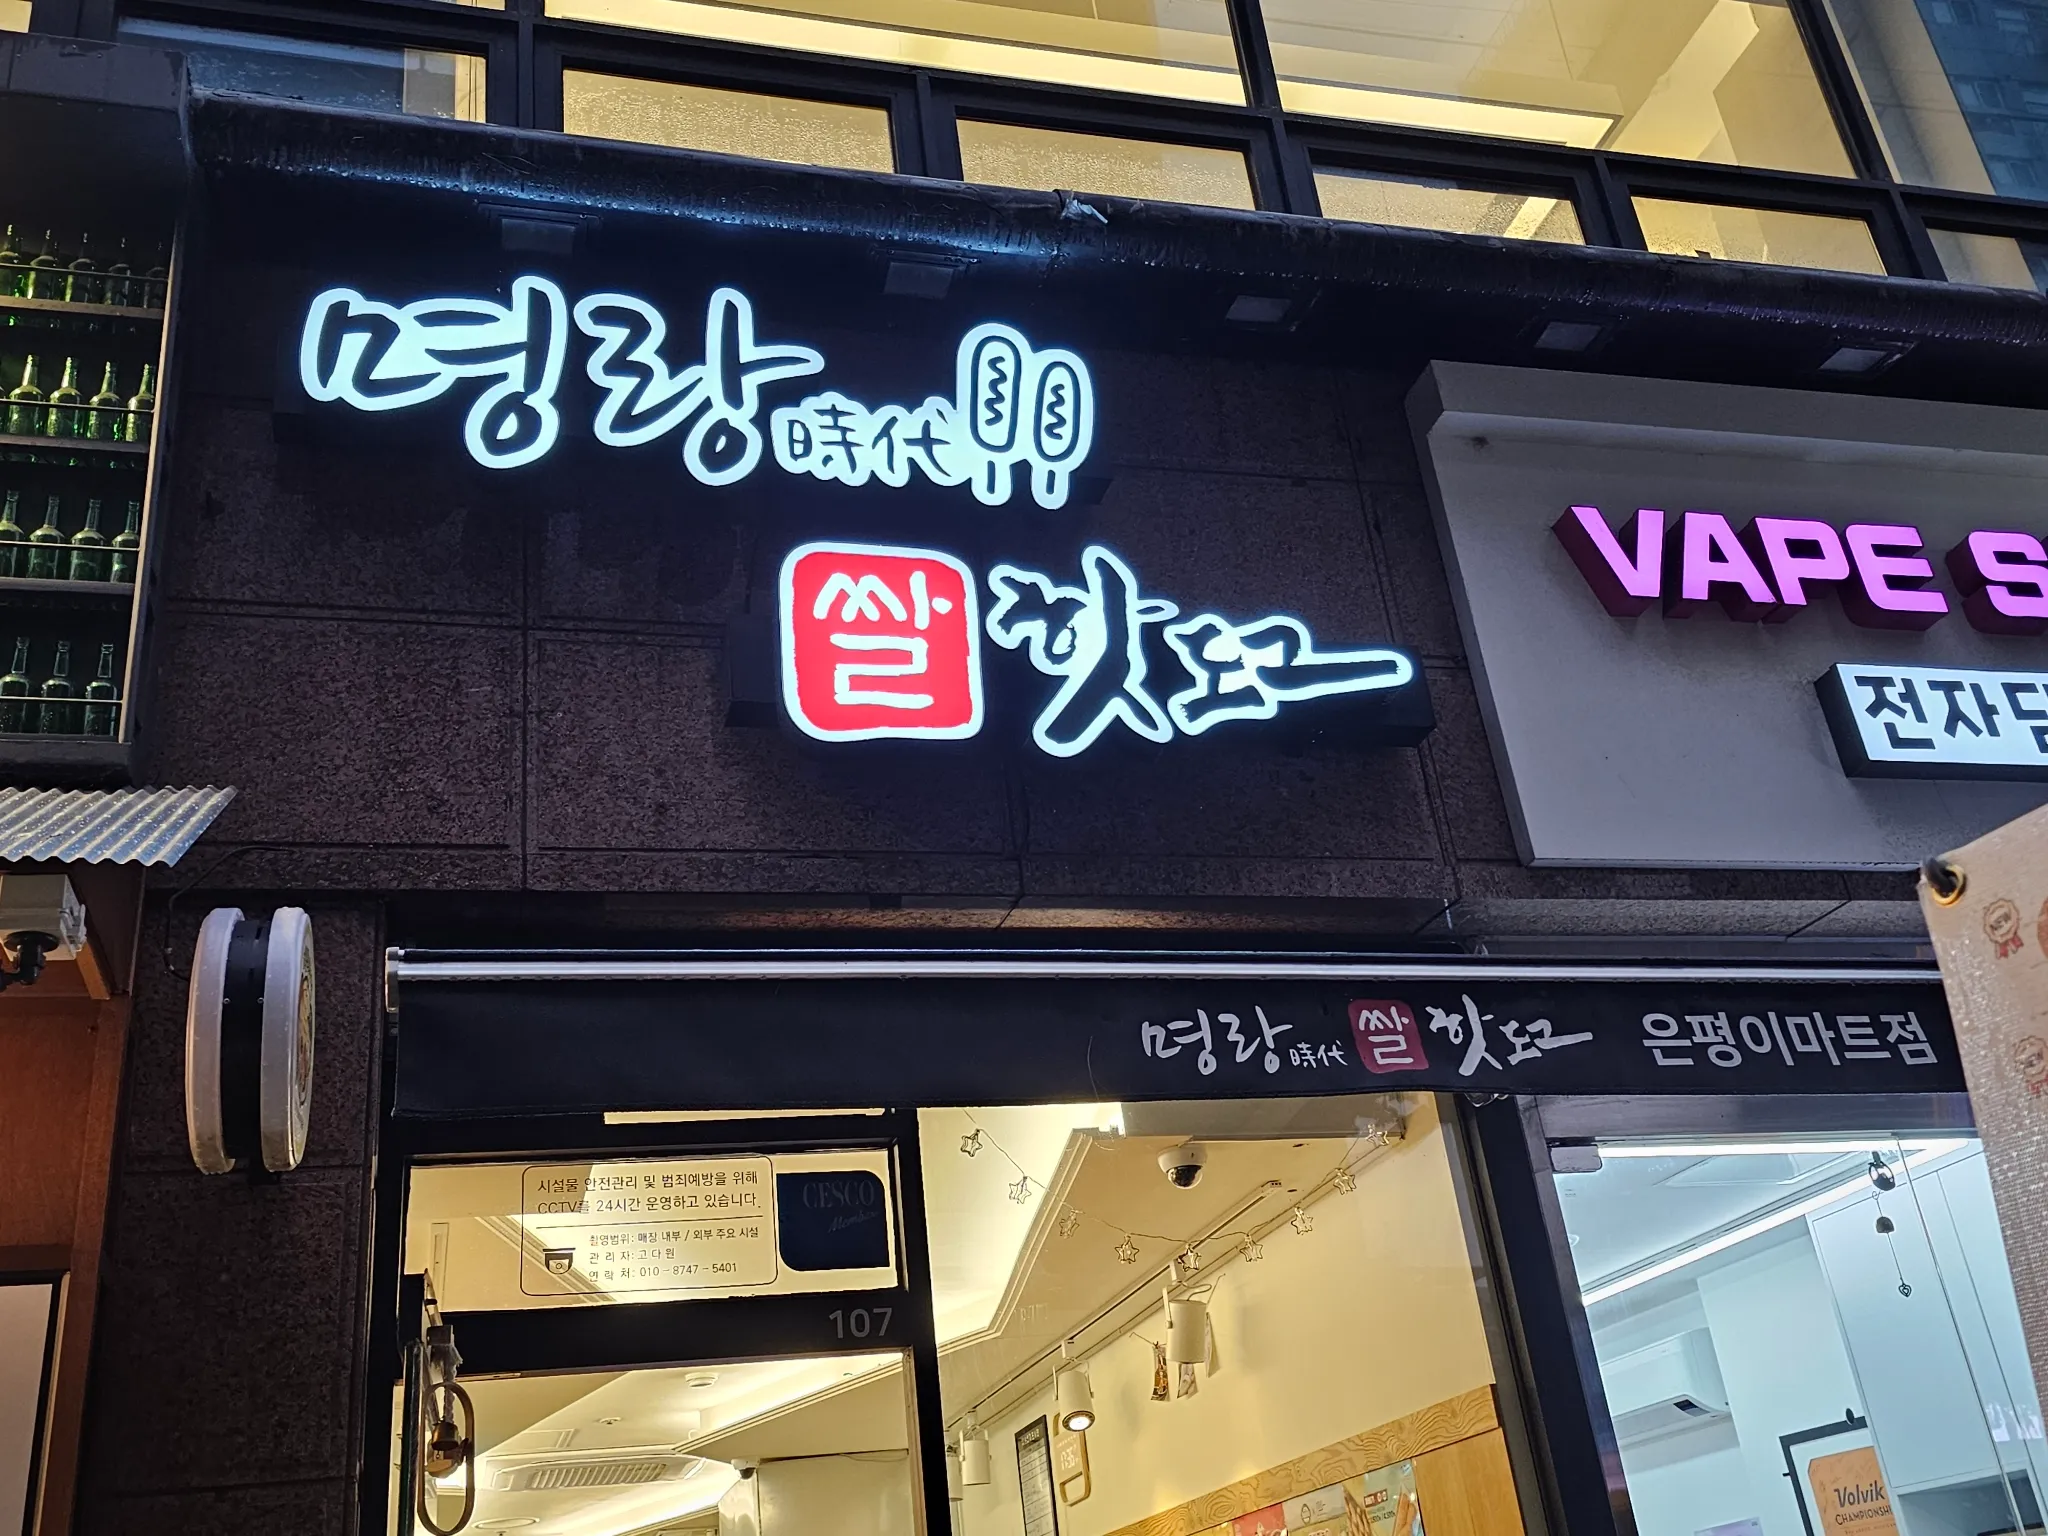 명랑時代
쌀핫도그
VAPE S
전자담
명랑時代쌀핫도그 은평이마트점
시설물 안전관리 및 범죄예방을 위해
CCTV를 24시간 운영하고 있습니다.
촬영범위: 매장 내부 / 외부 주요 시설
관 리 자: 고 다 원
연 락 처: 010-8747-5401
CESCO
Member
107
NEW
Volvik
CHAMPIONSHI